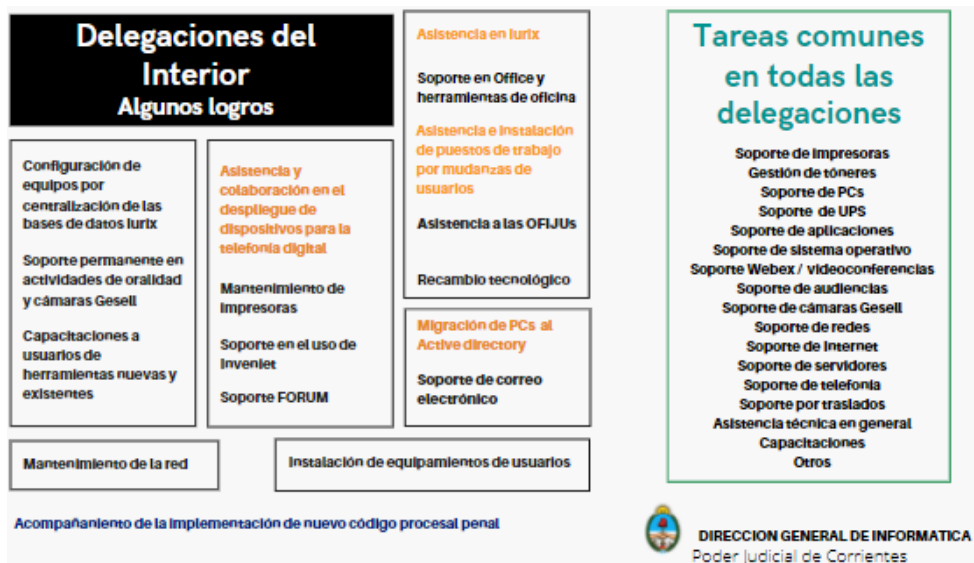 Delegaciones del
Interior
Algunos logros
Configuración de
equipos por
centralización de las
bases de datos Iurix
Soporte permanente en
actividades de oralidad
y cámaras Gesell
Capacitaciones a
usuarios de
herramientas nuevas y
existentes
Asistencia y
colaboración en el
despliegue de
dispositivos para la
telefonía digital
Mantenimiento de
impresoras
Soporte en el uso de
Inveniet
Soporte FORUM
Asistencia en Iurix
Soporte en Office y
herramientas de oficina
Asistencia e instalación
de puestos de trabajo
por mudanzas de
usuarios
Asistencia a las OFIJUs
Recambio tecnológico
Migración de PCs al
Active directory
Soporte de correo
electrónico
Mantenimiento de la red
Instalación de equipamientos de usuarios
Acompañaniento de la implementación de nuevo código procesal penal
Tareas comunes
en todas las
delegaciones
Soporte de impresoras
Gestión de tóneres
Soporte de PCs
Soporte de UPS
Soporte de aplicaciones
Soporte de sistema operativo
Soporte Webex / videoconferencias
Soporte de audiencias
Soporte de cámaras Gesell
Soporte de redes
Soporte de Internet
Soporte de servidores
Soporte de telefonía
Soporte por traslados
Asistencia técnica en general
Capacitaciones
Otros
DIRECCION GENERAL DE INFORMATICA
Poder Judicial de Corrientes